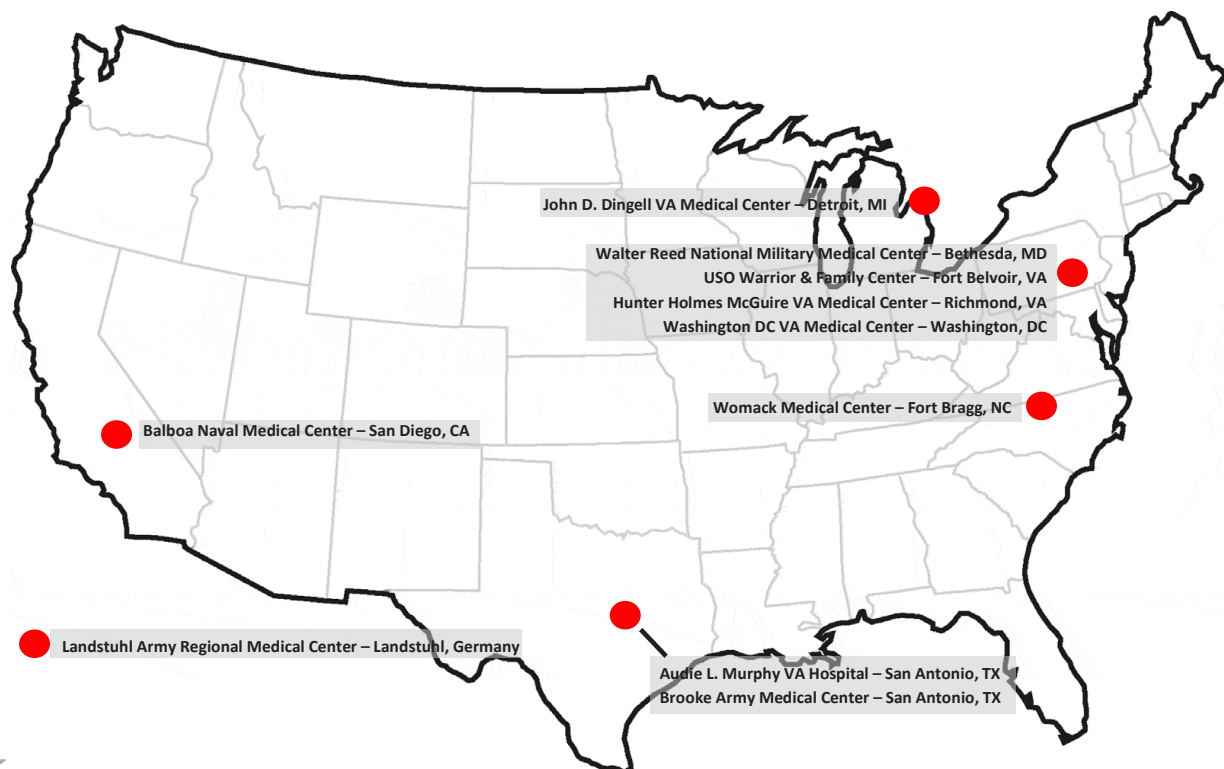 John D. Dingell VA Medical Center – Detroit, MI
Walter Reed National Military Medical Center – Bethesda, MD
USO Warrior & Family Center – Fort Belvoir, VA
Hunter Holmes McGuire VA Medical Center – Richmond, VA
Washington DC VA Medical Center – Washington, DC
Womack Medical Center – Fort Bragg, NC
Balboa Naval Medical Center – San Diego, CA
Landstuhl Army Regional Medical Center – Landstuhl, Germany
Audie L. Murphy VA Hospital – San Antonio, TX
Brooke Army Medical Center – San Antonio, TX